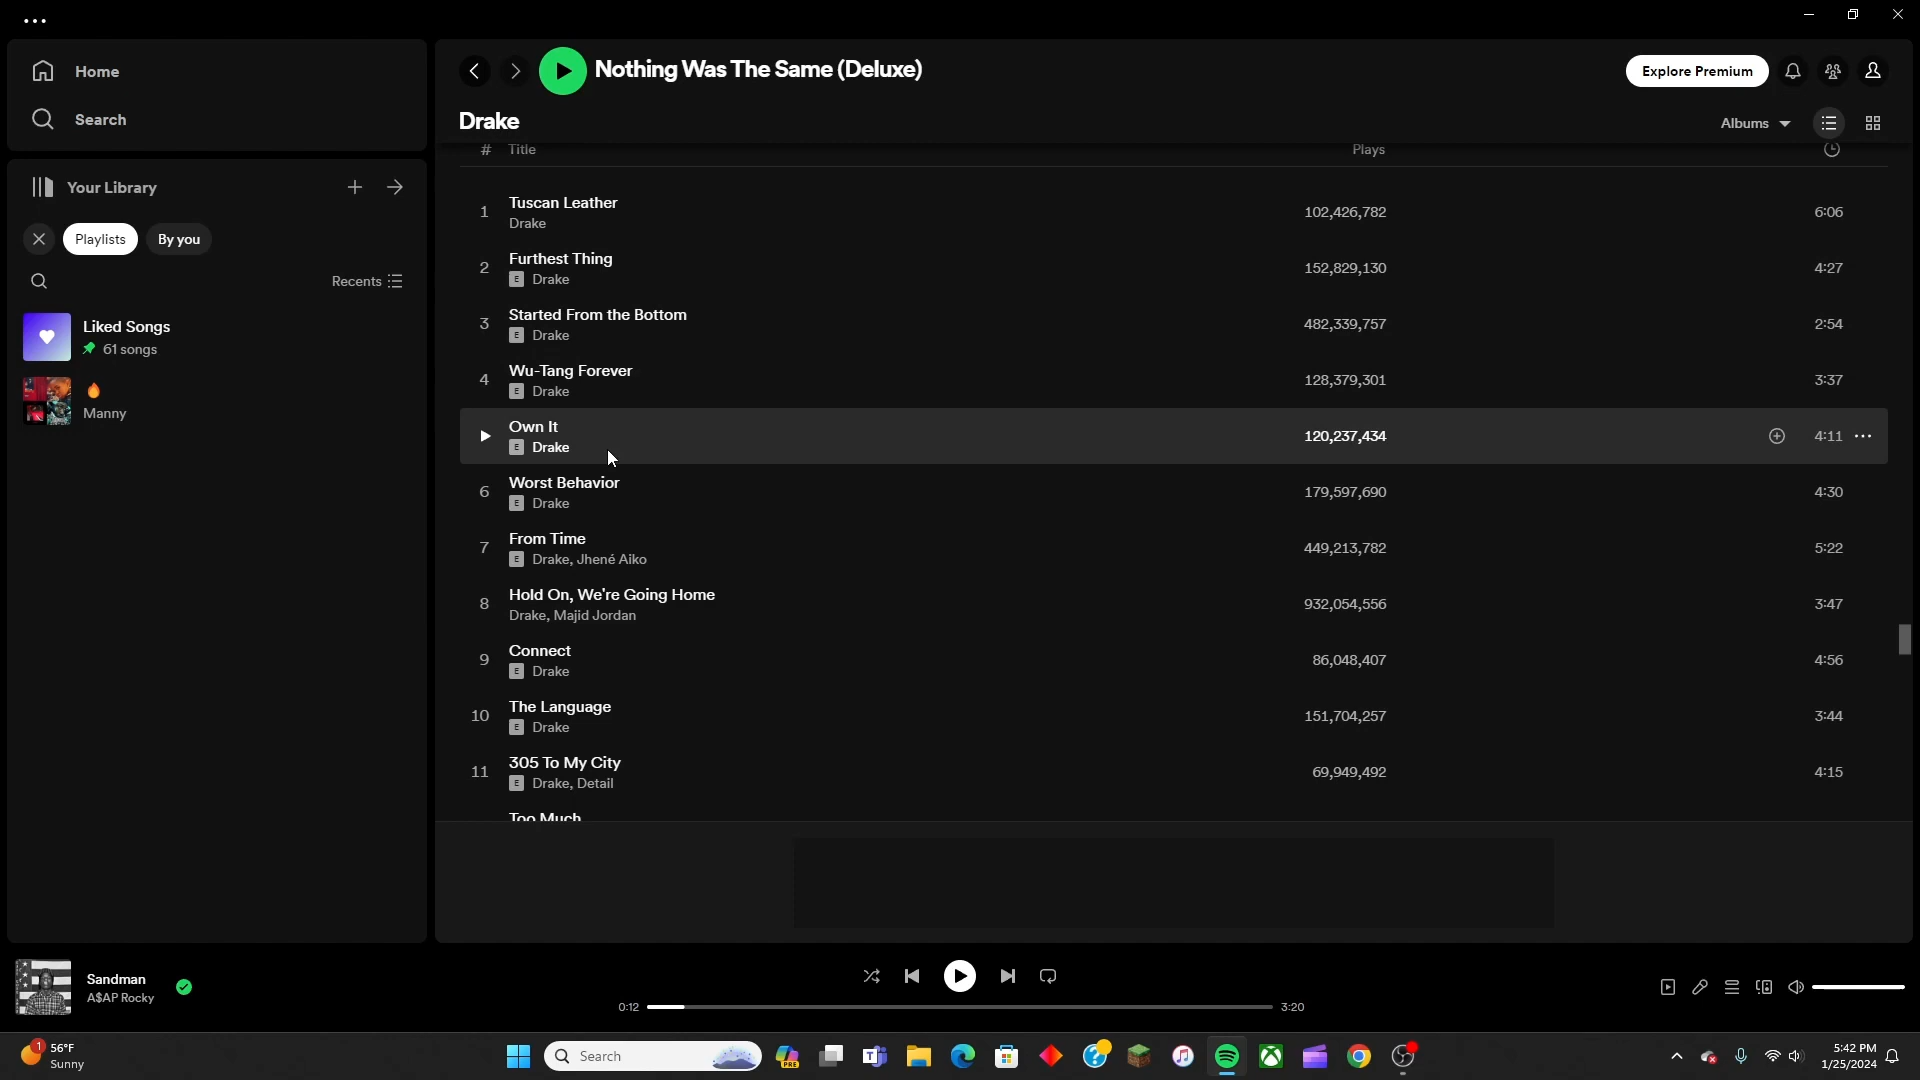 Home
Nothing Was The Same (Deluxe)
Explore Premium
Search
Drake
Albums
# Title Plays
Your Library
Playlists By you
Recents
Liked Songs
61 songs
Manny
1 Tuscan Leather 102,426,782 6:06
Drake
2 Furthest Thing 152,829,130 4:27
E Drake
3 Started From the Bottom 482,339,757 2:54
E Drake
4 Wu-Tang Forever 128,379,301 3:37
E Drake
Own It 120,237,434 4:11
E Drake
6 Worst Behavior 179,597,690 4:30
E Drake
7 From Time 449,213,782 5:22
E Drake, Jhené Aiko
8 Hold On, We're Going Home 932,054,556 3:47
Drake, Majid Jordan
9 Connect 86,048,407 4:56
E Drake
10 The Language 151,704,257 3:44
E Drake
11 305 To My City 69,949,492 4:15
E Drake, Detail
Too Much
Sandman
A$AP Rocky
0:12 3:20
1 56°F
Sunny
Search
PRE
5:42 PM
1/25/2024